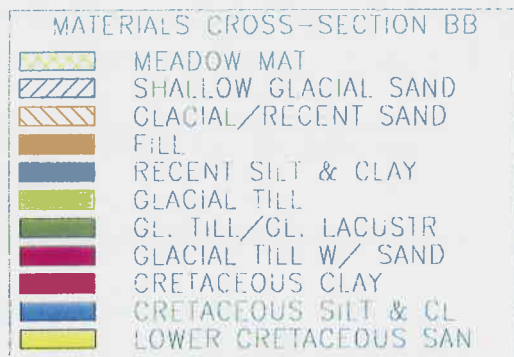 MATERIALS CROSS-SECTION BB
MEADOW MAT
SHALLOW GLACIAL SAND
GLACIAL/RECENT SAND
FILL
RECENT SILT & CLAY
GLACIAL TILL
GL. TILL/GL. LACUSTR
GLACIAL TILL W/ SAND
CRETACEOUS CLAY
CRETACEOUS SILT & CL
LOWER CRETACEOUS SAN